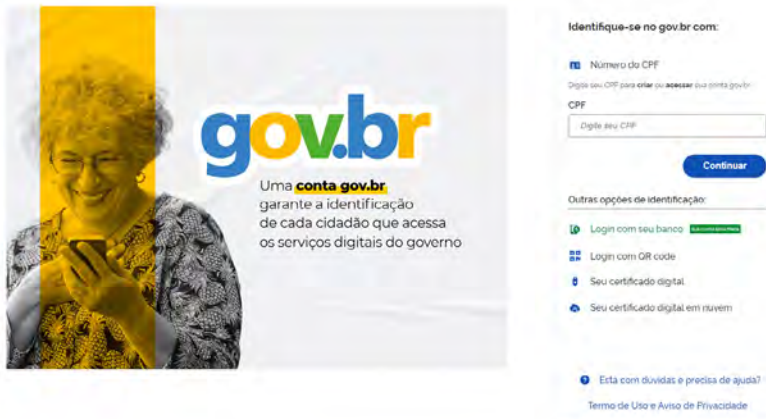 gov.br
Uma conta gov.br
garante a identificação
de cada cidadão que acessa
os serviços digitais do governo
Identifique-se no gov.br com:
Número do CPF
Digite seu CPF para criar ou acessar sua conta gov.br
CPF
Digite seu CPF
Continuar
Outras opções de identificação:
Login com seu banco
Login com QR code
Seu certificado digital
Seu certificado digital em nuvem
Está com dúvidas e precisa de ajuda?
Termo de Uso e Aviso de Privacidade